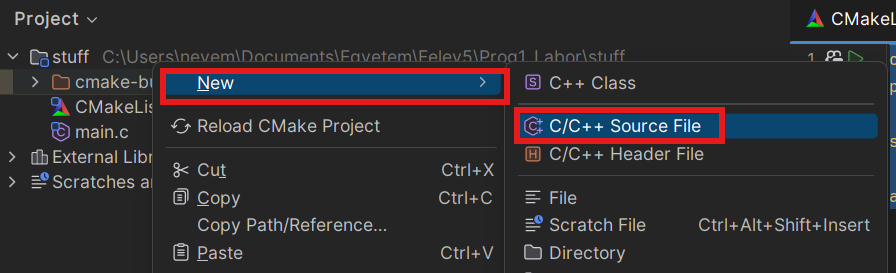 Project
CMakeL
stuff C:\Users\nevem\Documents\Egyetem\Felev5\Prog1_Labor\stuff
1
cmake-bu
New
C++ Class
CMakeLis
Reload CMake Project
C/C++ Source File
main.c
C/C++ Header File
External Libr
Cut Ctrl+X
Scratches a
Copy Ctrl+C
File
Copy Path/Reference...
Scratch File Ctrl+Alt+Shift+Insert
Paste Ctrl+V
Directory